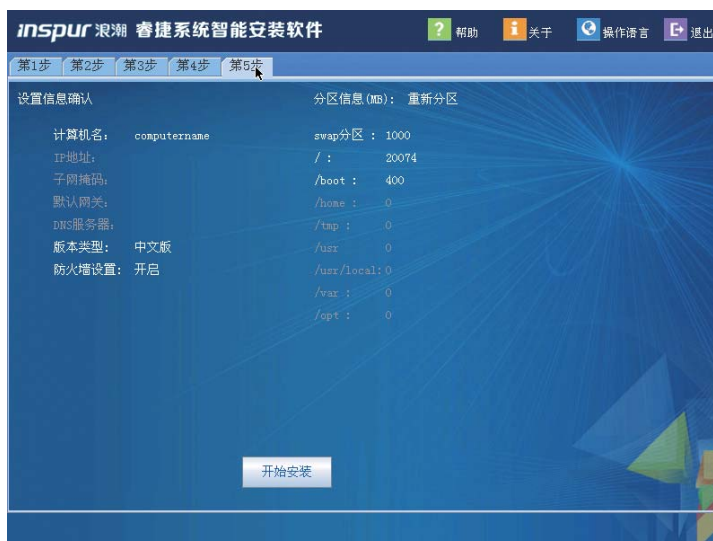 inspur 浪潮 睿捷系统智能安装软件 ? 帮助 i 关于 操作语言 退出
第1步 第2步 第3步 第4步 第5步
设置信息确认 分区信息(MB): 重新分区
计算机名: computername swap分区 : 1000
IP地址: / : 20074
子网掩码: /boot : 400
默认网关: /home : 0
DNS服务器: /tmp : 0
版本类型: 中文版 /usr 0
防火墙设置: 开启 /usr/local: 0
/var : 0
/opt : 0
开始安装